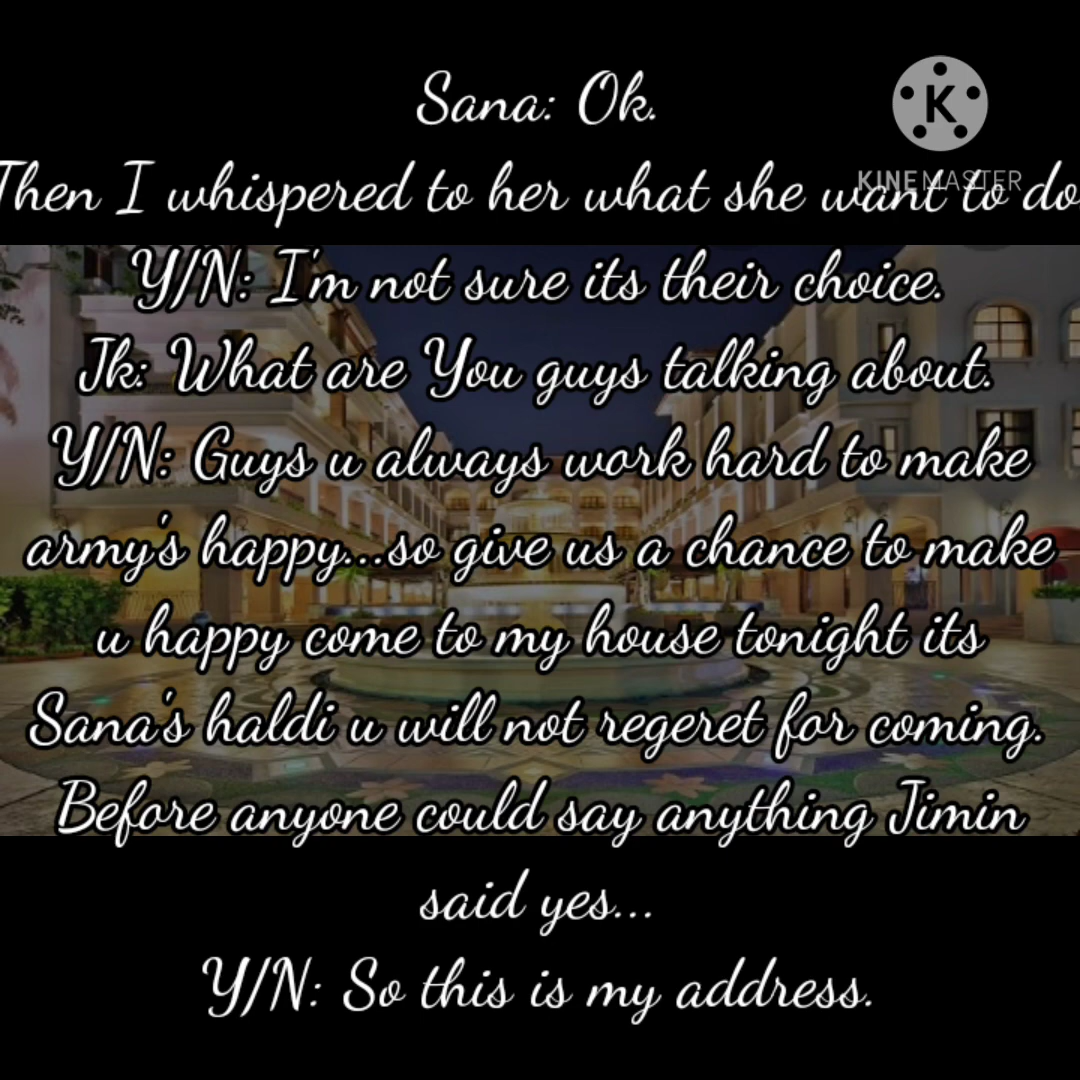 Sana: Ok.
Then I whispered to her what she want to do
Y/N: I'm not sure its their choice.
Jk: What are You guys talking about.
Y/N: Guys u always work hard to make
army's happy...so give us a chance to make
u happy come to my house tonight its
Sana's haldi u will not regeret for coming.
Before anyone could say anything Jimin
said yes...
Y/N: So this is my address.
K
KINEMASTER